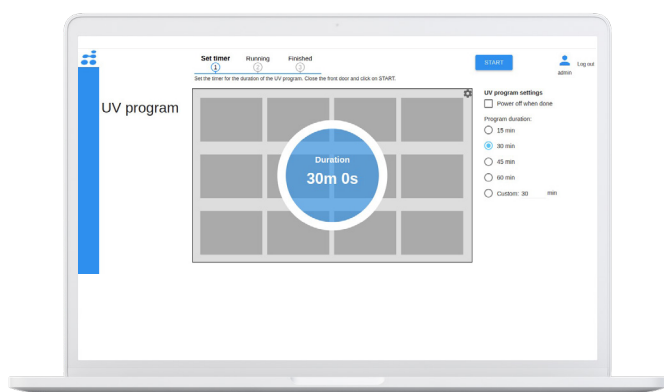 Set timer Running Finished
1 2 3
START
admin
Log out
Set the timer for the duration of the UV program. Close the front door and click on START.
UV program
Duration
30m 0s
UV program settings
Power off when done
Program duration:
15 min
30 min
45 min
60 min
Custom: 30 min